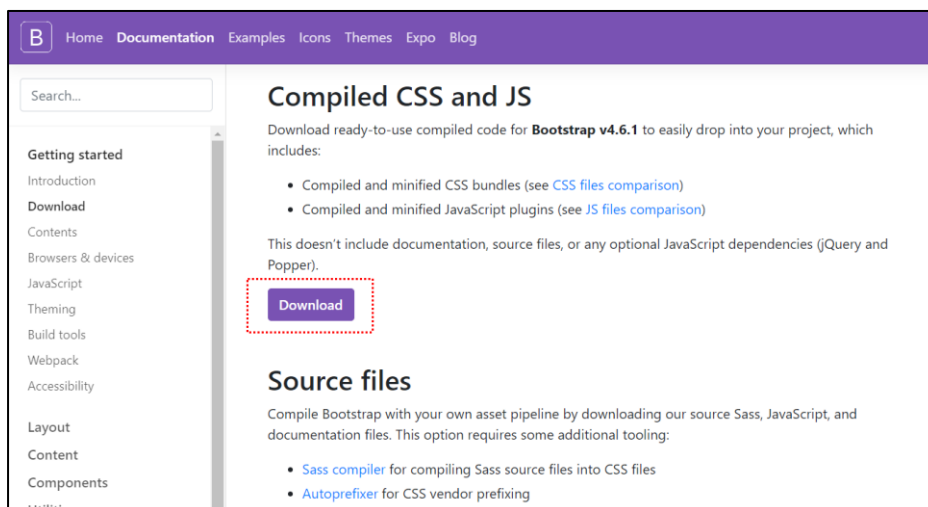 B Home Documentation Examples Icons Themes Expo Blog
Search...
Getting started
Introduction
Download
Contents
Browsers & devices
JavaScript
Theming
Build tools
Webpack
Accessibility
Layout
Content
Components
Compiled CSS and JS
Download ready-to-use compiled code for Bootstrap v4.6.1 to easily drop into your project, which
includes:
• Compiled and minified CSS bundles (see CSS files comparison)
• Compiled and minified JavaScript plugins (see JS files comparison)
This doesn't include documentation, source files, or any optional JavaScript dependencies (jQuery and
Popper).
Download
Source files
Compile Bootstrap with your own asset pipeline by downloading our source Sass, JavaScript, and
documentation files. This option requires some additional tooling:
• Sass compiler for compiling Sass source files into CSS files
• Autoprefixer for CSS vendor prefixing